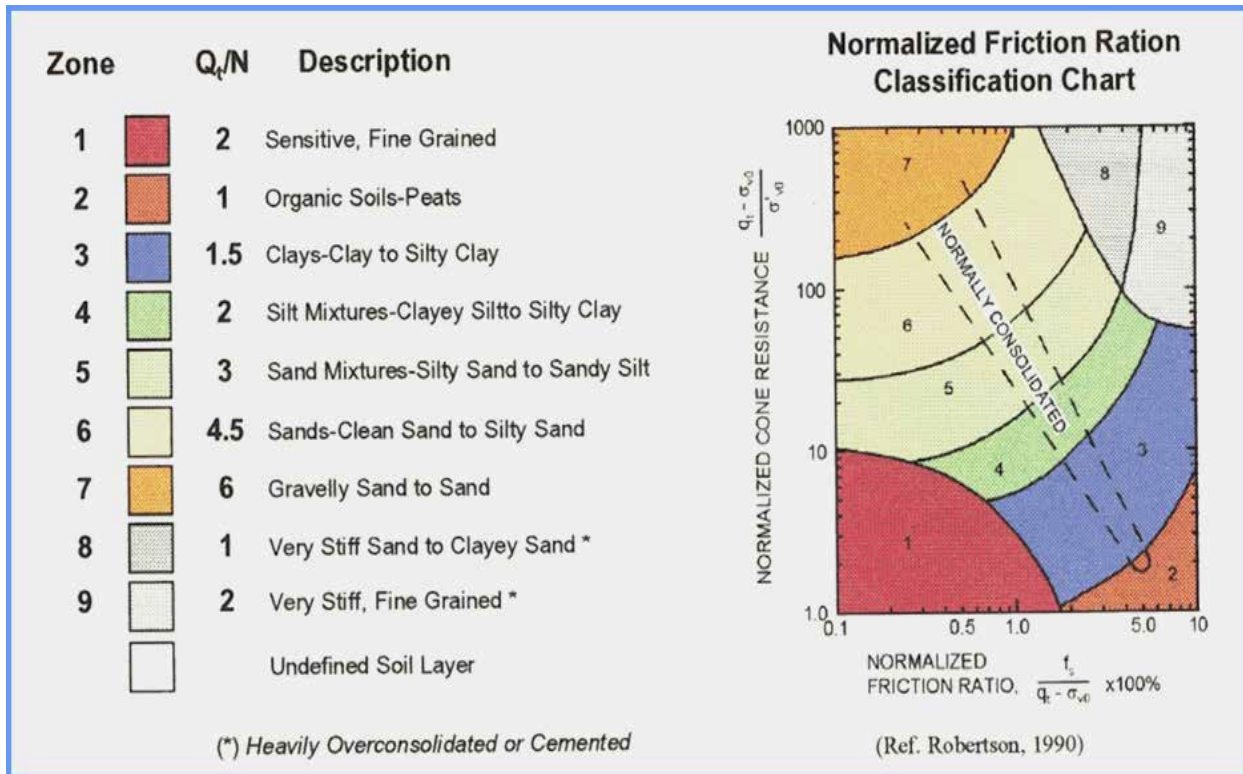 Zone Qt/N Description
1 2 Sensitive, Fine Grained
2 1 Organic Soils-Peats
3 1.5 Clays-Clay to Silty Clay
4 2 Silt Mixtures-Clayey Siltto Silty Clay
5 3 Sand Mixtures-Silty Sand to Sandy Silt
6 4.5 Sands-Clean Sand to Silty Sand
7 6 Gravelly Sand to Sand
8 1 Very Stiff Sand to Clayey Sand *
9 2 Very Stiff, Fine Grained *
Undefined Soil Layer
(*) Heavily Overconsolidated or Cemented
Normalized Friction Ration
Classification Chart
NORMALIZED CONE RESISTANCE (qt - σv0) / σ'v0
1000
100
10
1.0
7
8
9
6
5
4
3
1
2
NORMALLY CONSOLIDATED
0.1 0.5 1.0 5.0 10
NORMALIZED
FRICTION RATIO, fs / (qt - σv0) x100%
(Ref. Robertson, 1990)